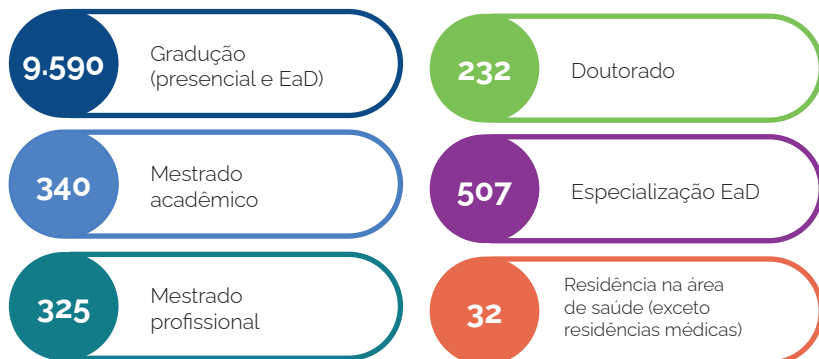 9.590
Gradução
(presencial e EaD)
232
Doutorado
340
Mestrado
acadêmico
507
Especialização EaD
325
Mestrado
profissional
32
Residência na área
de saúde (exceto
residências médicas)